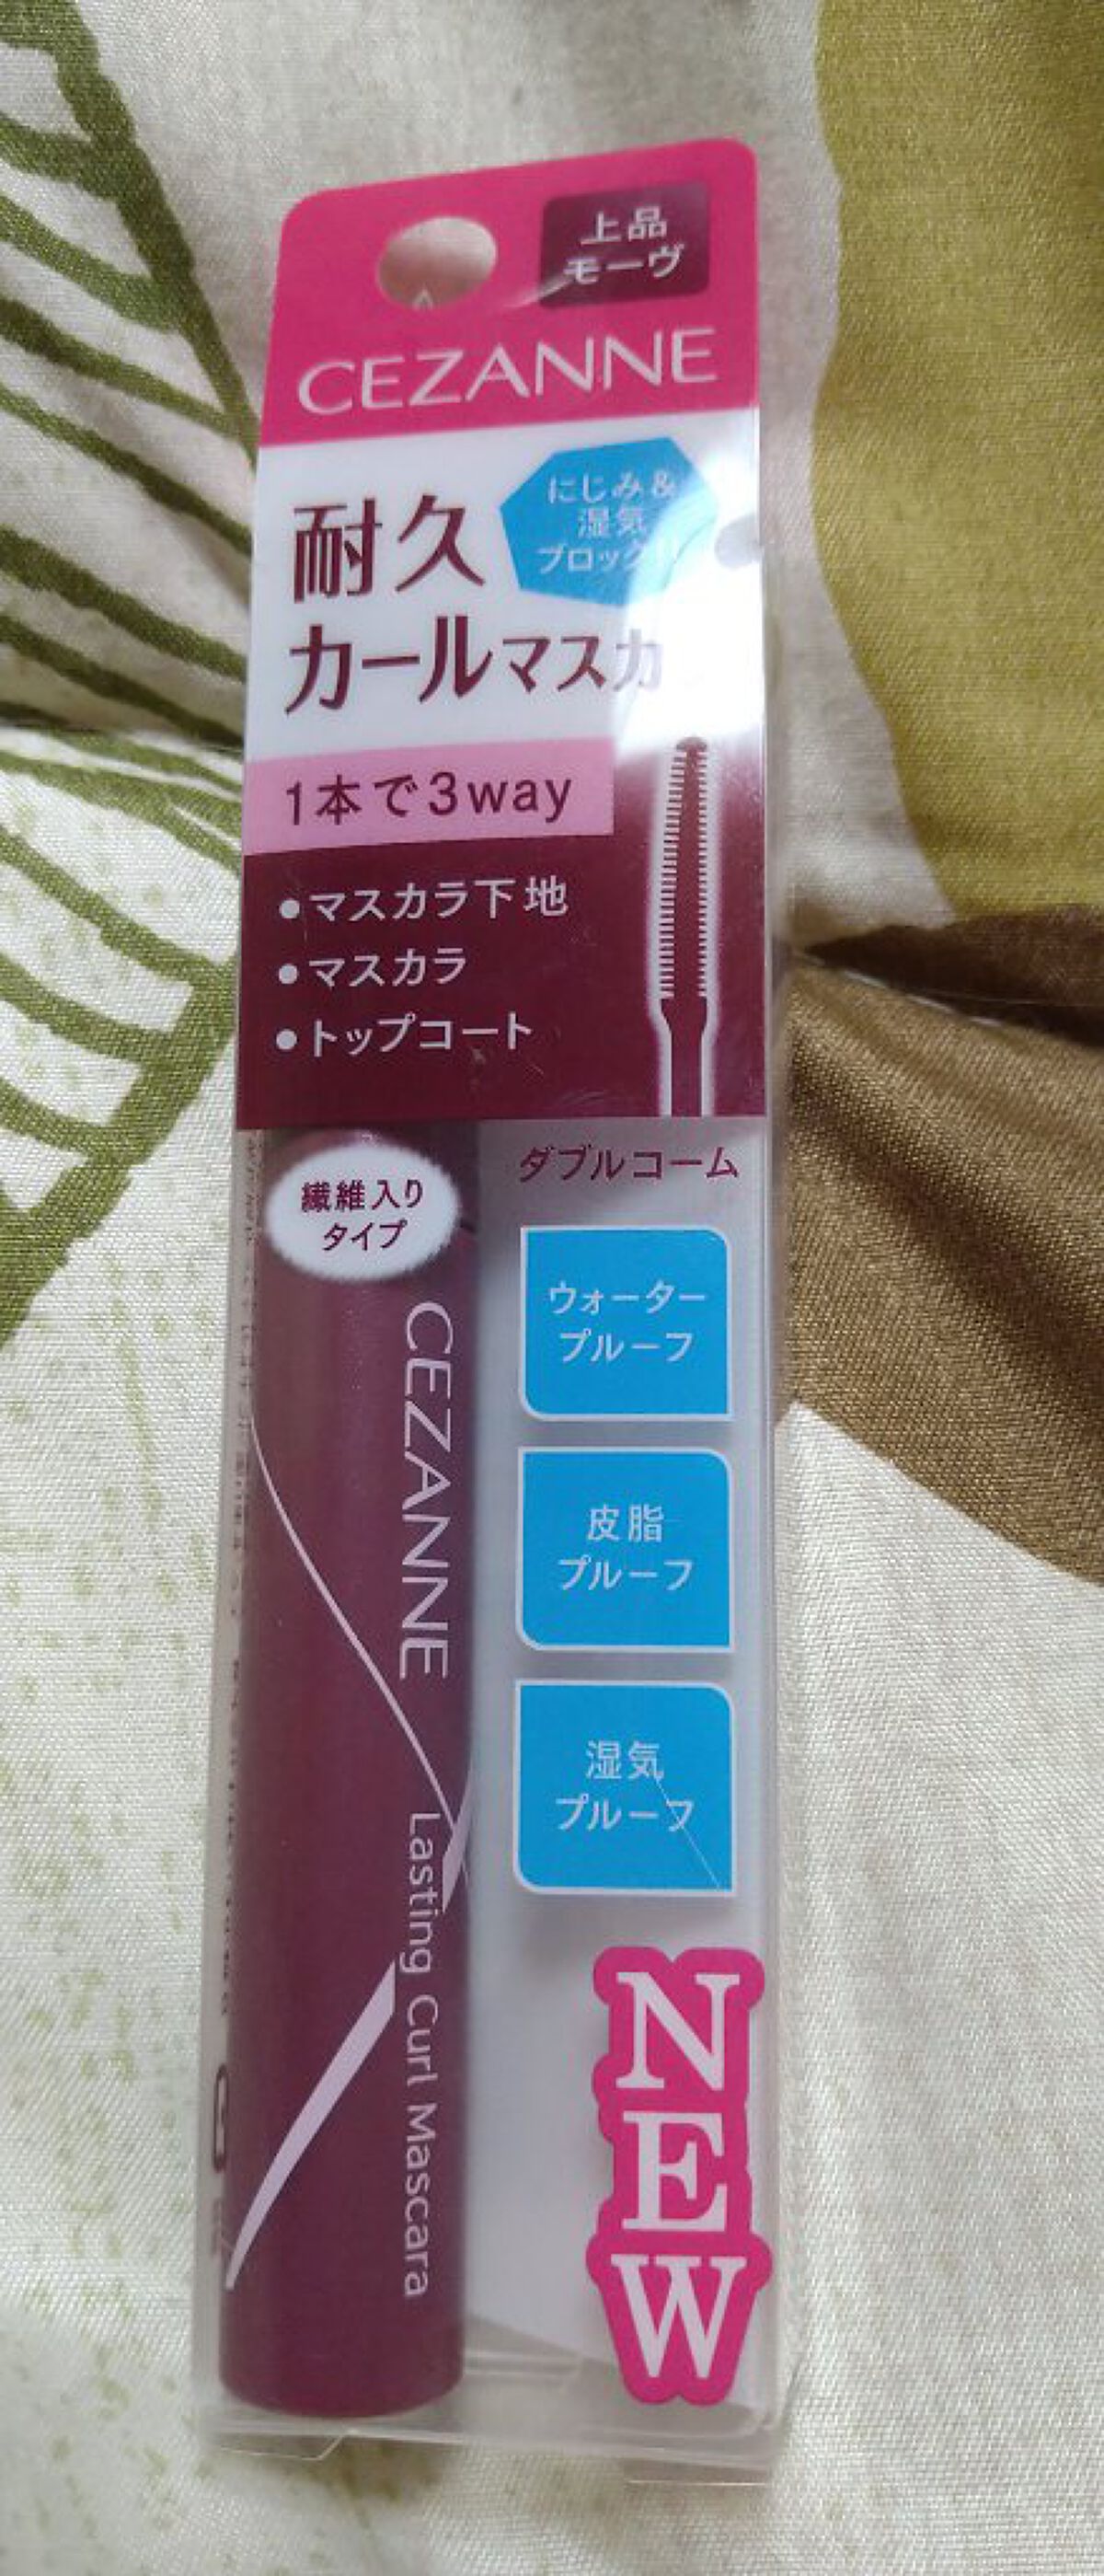 上品
モーヴ
CEZANNE
にじみ&
湿気
ブロック
耐久
カールマスカ
1本で3way
●マスカラ下地
●マスカラ
●トップコート
ダブルコーム
繊維入り
タイプ
ウォーター
プルーフ
皮脂
プルーフ
湿気
プルーフ
CEZANNE
Lasting Curl Mascara
NEW